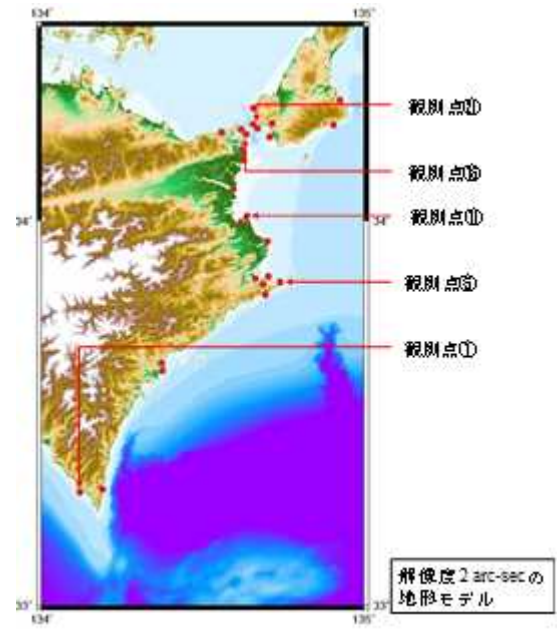 134° 135°
観測点
観測点
34° 観測点 34°
観測点
観測点①
解像度2 arc-secの
地形モデル
33° 33°
134° 135°